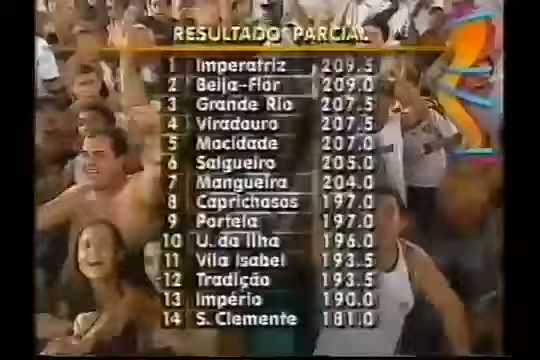 RESULTADO PARCIAL
1 Imperatriz 209.5
2 Beija-Flor 209.0
3 Grande Rio 207.5
4 Viradouro 207.5
5 Mocidade 207.0
6 Salgueiro 205.0
7 Mangueira 204.0
8 Caprichosos 197.0
9 Portela 197.0
10 U. da Ilha 196.0
11 Vila Isabel 193.5
12 Tradição 193.5
13 Império 190.0
14 S. Clemente 181.0